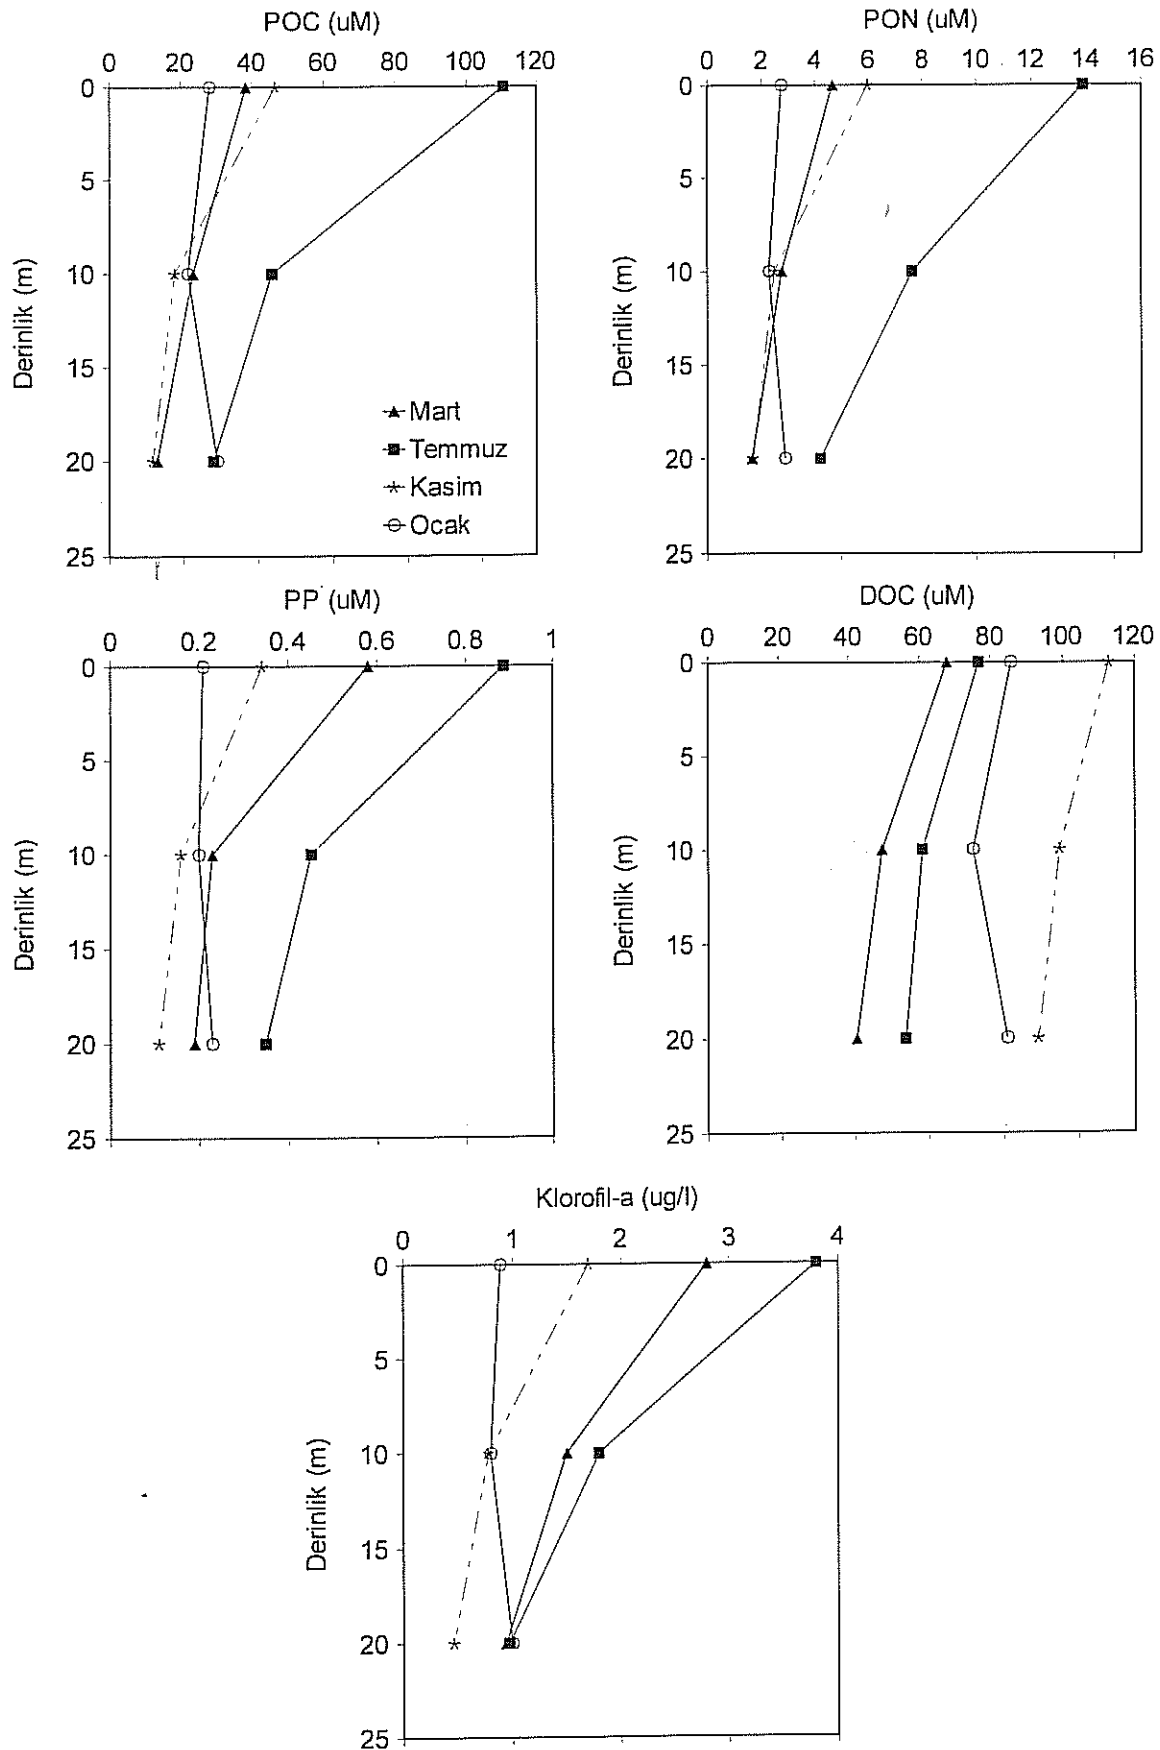 POC (uM)
0 20 40 60 80 100 120
0
5
10
15
20
25
Derinlik (m)
Mart
Temmuz
Kasim
Ocak
PON (uM)
0 2 4 6 8 10 12 14 16
0
5
10
15
20
25
Derinlik (m)
PP (uM)
0 0.2 0.4 0.6 0.8 1
0
5
10
15
20
25
Derinlik (m)
DOC (uM)
0 20 40 60 80 100 120
0
5
10
15
20
25
Derinlik (m)
Klorofil-a (ug/l)
0 1 2 3 4
0
5
10
15
20
25
Derinlik (m)